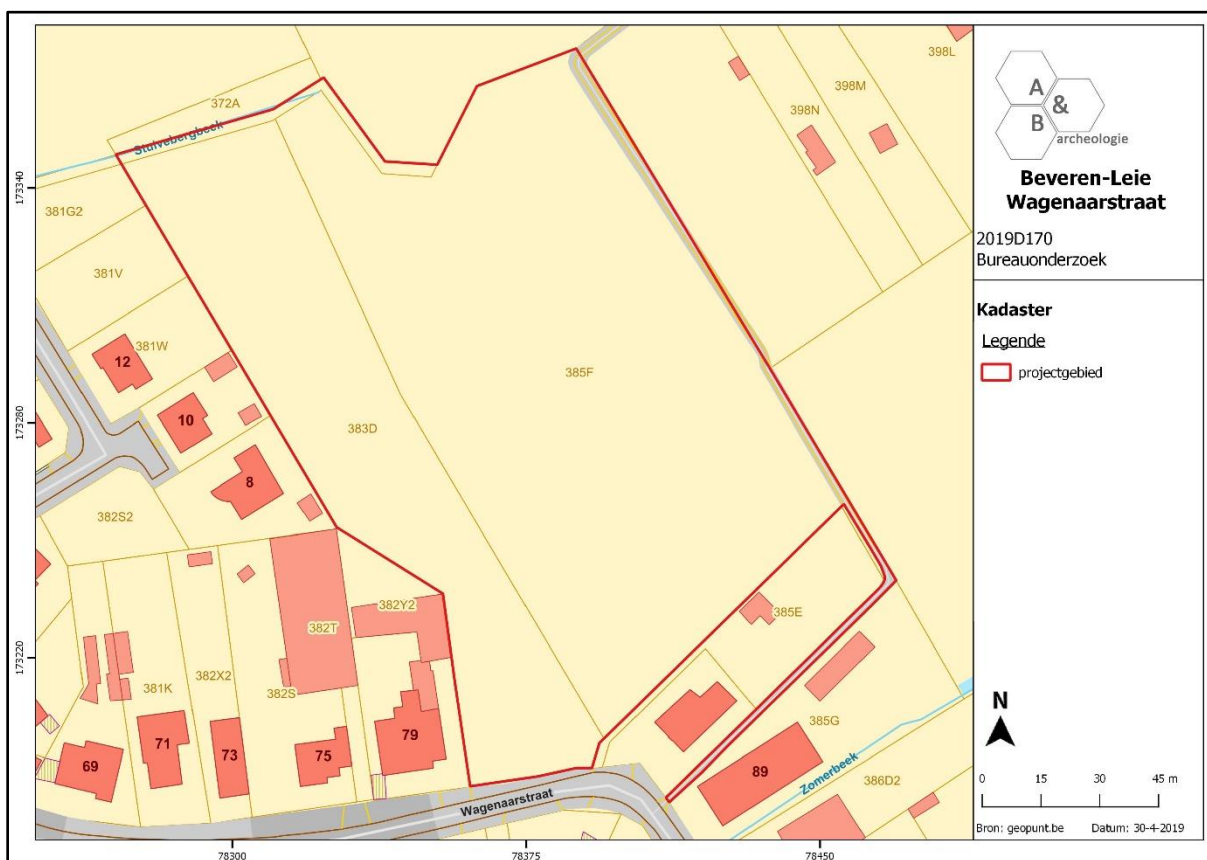 398L
398M
372A
398N
Stuivebergbeek
381G2
381V
381W
12
10
385F
383D
8
382S2
382Y2
385E
382T
382X2
381K
382S
385G
79
71
73
75
69
89
386D2
Zomerbeek
Wagenaarstraat
173340
173280
173220
78300
78375
78450
A
&
B
archeologie
Beveren-Leie
Wagenaarstraat
2019D170
Bureauonderzoek
Kadaster
Legende
projectgebied
N
0 15 30 45 m
Bron: geopunt.be Datum: 30-4-2019